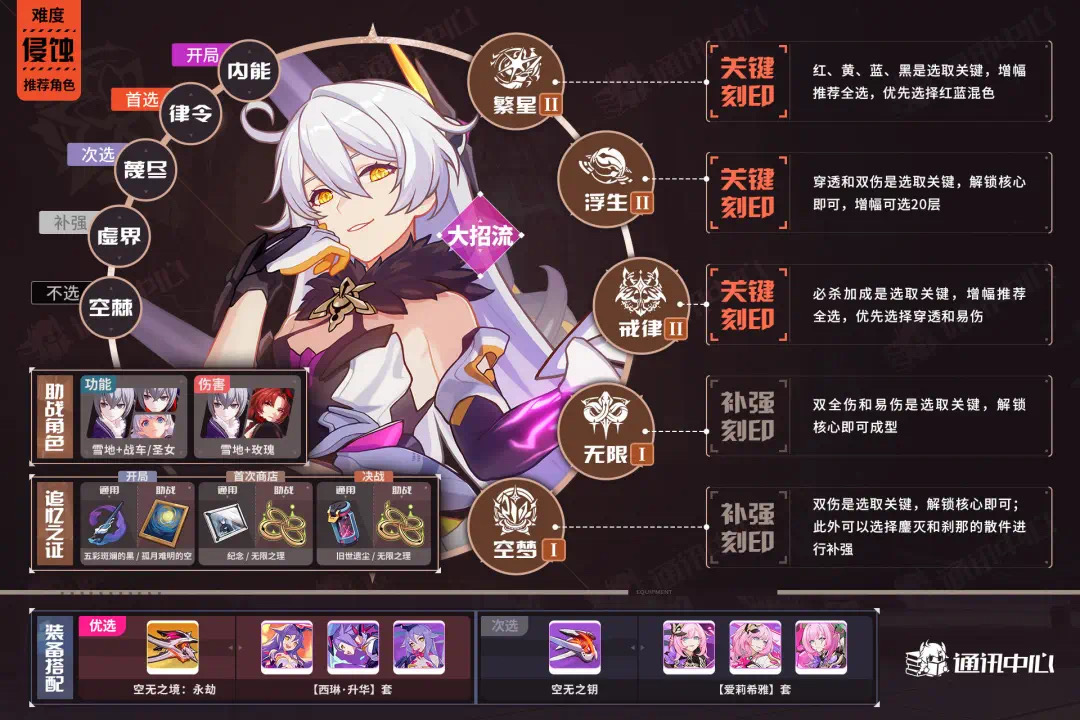 难度
侵蚀
推荐角色
开局
内能
首选
律令
次选
蔑尽
补强
虚界
不选
空棘
大招流
繁星 II
关键
刻印
红、黄、蓝、黑是选取关键，增幅
推荐全选，优先选择红蓝混色
浮生 II
关键
刻印
穿透和双伤是选取关键，解锁核心
即可，增幅可选20层
戒律 II
关键
刻印
必杀加成是选取关键，增幅推荐
全选，优先选择穿透和易伤
无限 I
补强
刻印
双全伤和易伤是选取关键，解锁
核心即可成型
空梦 I
补强
刻印
双伤是选取关键，解锁核心即可；
此外可以选择鏖灭和刹那的散件进
行补强
助战角色
功能
雪地+战车/圣女
伤害
雪地+玫瑰
追忆之证
开局
通用 助战
五彩斑斓的黑 / 孤月难明的空
首次商店
通用 助战
纪念 / 无限之理
决战
通用 助战
旧世遗尘 / 无限之理
EQUIPMENT
装备搭配
优选
空无之境：永劫
【西琳·升华】套
次选
空无之钥
【爱莉希雅】套
通讯中心